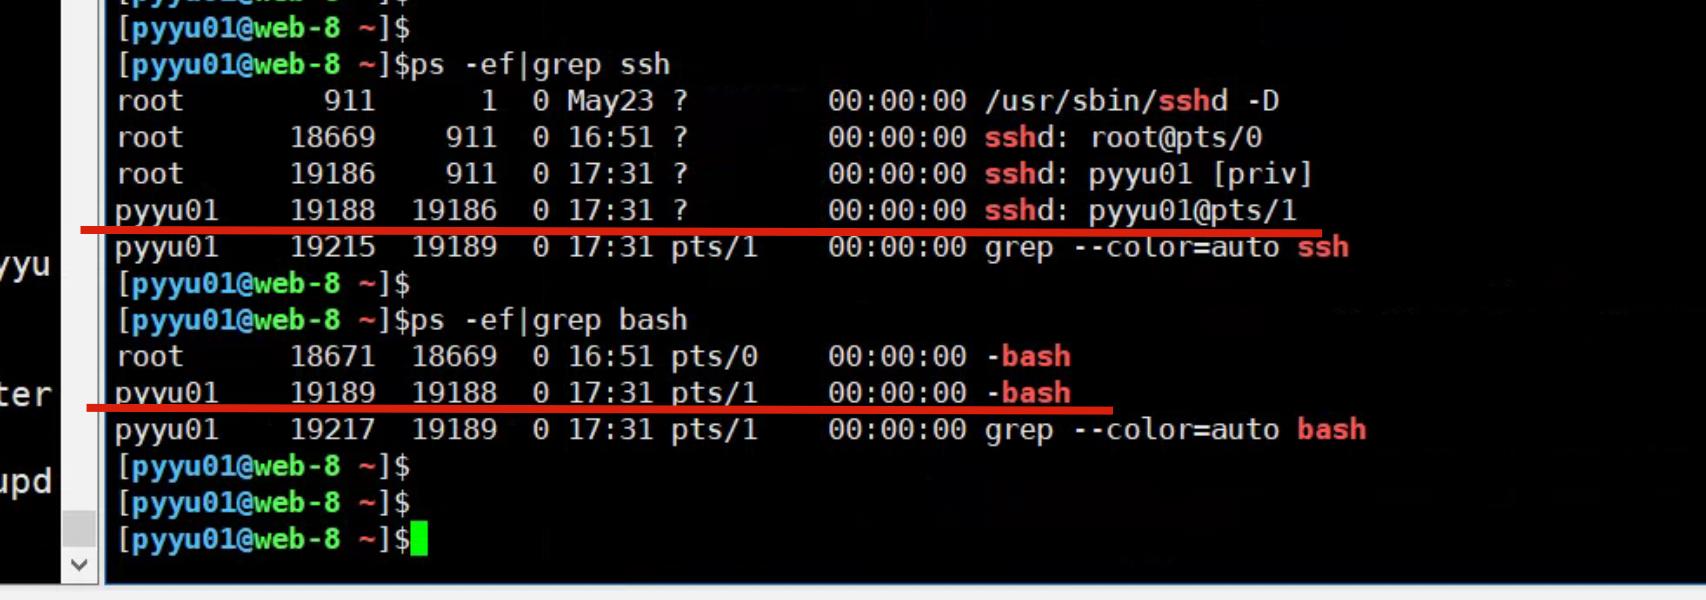 [pyyu01@web-8 ~]$
[pyyu01@web-8 ~]$ps -ef|grep ssh
root 911 1 0 May23 ? 00:00:00 /usr/sbin/sshd -D
root 18669 911 0 16:51 ? 00:00:00 sshd: root@pts/0
root 19186 911 0 17:31 ? 00:00:00 sshd: pyyu01 [priv]
pyyu01 19188 19186 0 17:31 ? 00:00:00 sshd: pyyu01@pts/1
pyyu01 19215 19189 0 17:31 pts/1 00:00:00 grep --color=auto ssh
[pyyu01@web-8 ~]$
[pyyu01@web-8 ~]$ps -ef|grep bash
root 18671 18669 0 16:51 pts/0 00:00:00 -bash
pyyu01 19189 19188 0 17:31 pts/1 00:00:00 -bash
pyyu01 19217 19189 0 17:31 pts/1 00:00:00 grep --color=auto bash
[pyyu01@web-8 ~]$
[pyyu01@web-8 ~]$
[pyyu01@web-8 ~]$